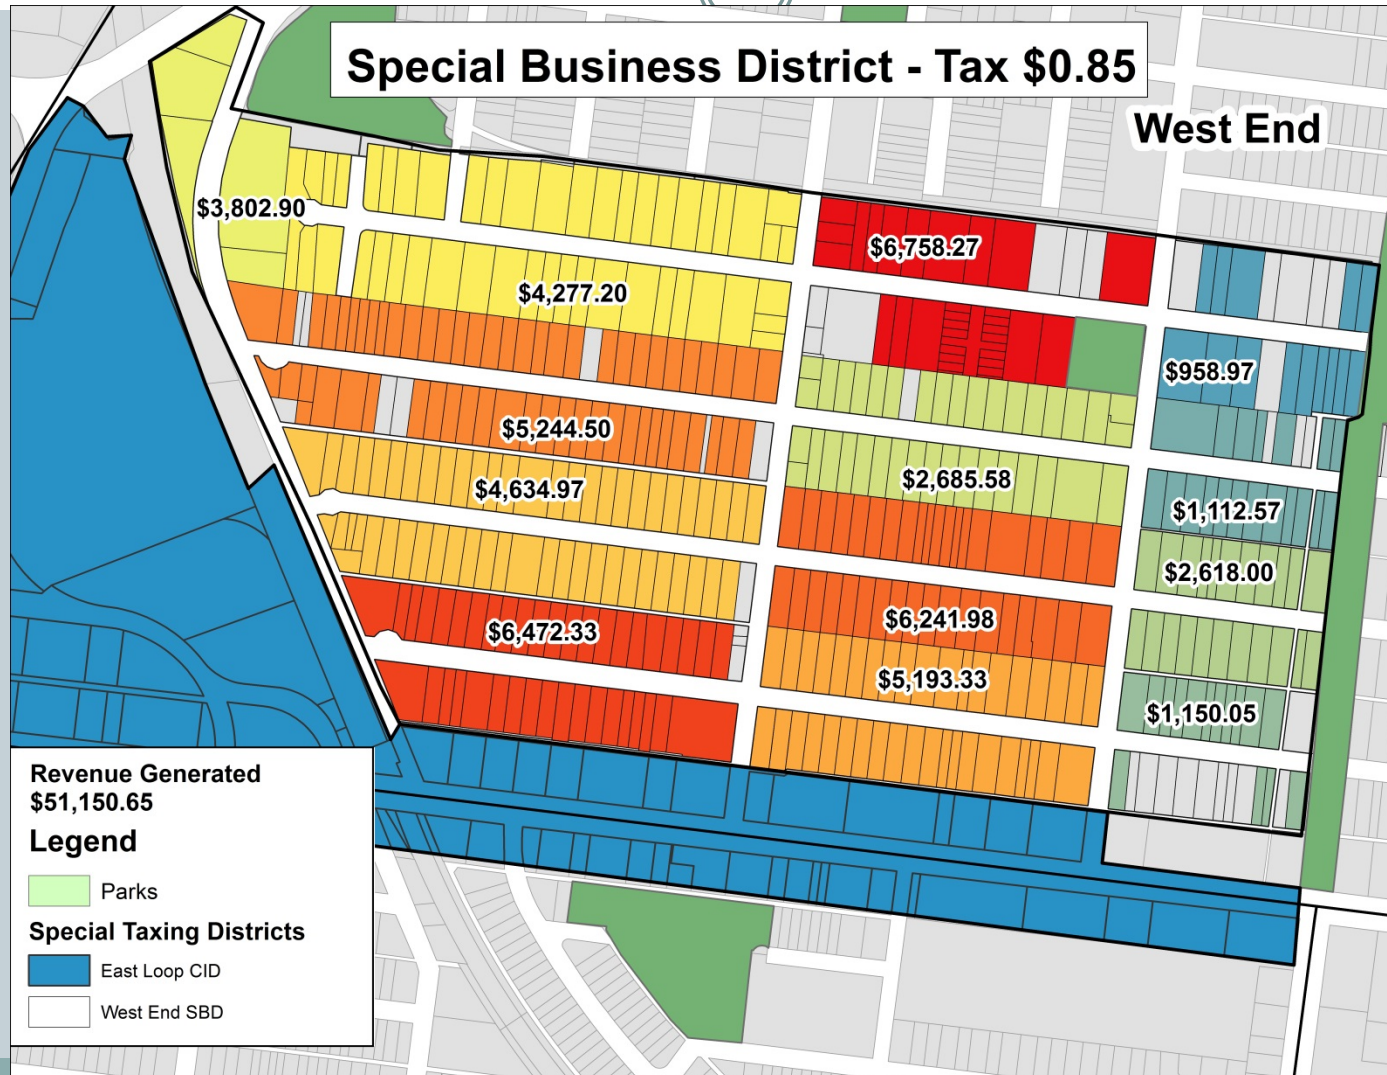 Special Business District - Tax $0.85
West End
$3,802.90
$6,758.27
$4,277.20
$958.97
$5,244.50
$4,634.97
$2,685.58
$1,112.57
$2,618.00
$6,472.33
$6,241.98
$5,193.33
$1,150.05
Revenue Generated
$51,150.65
Legend
Parks
Special Taxing Districts
East Loop CID
West End SBD